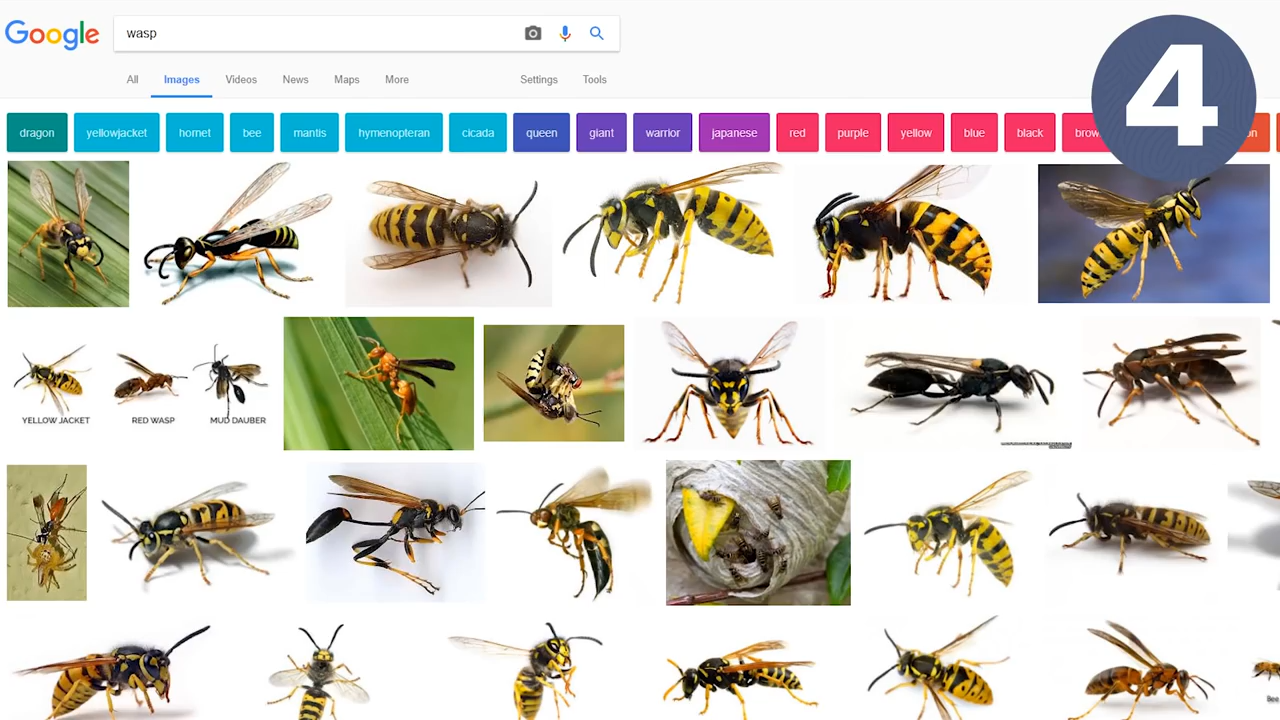 Google
wasp
4
All Images Videos News Maps More Settings Tools
dragon yellowjacket hornet bee mantis hymenopteran cicada queen giant warrior japanese red purple yellow blue black
YELLOW JACKET RED WASP MUD DAUBER